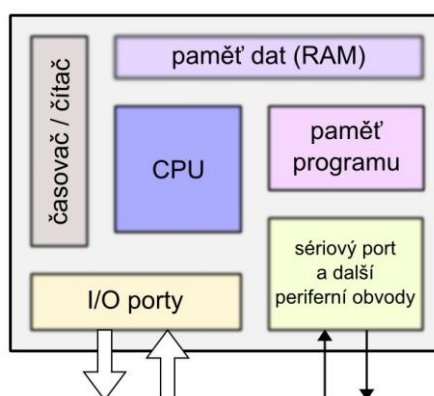 časovač / čítač
paměť dat (RAM)
CPU
paměť
programu
I/O porty
sériový port
a další
periferní obvody